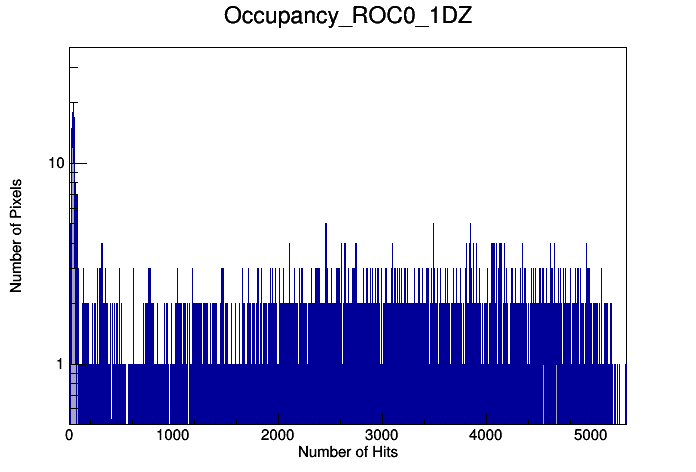 Occupancy_ROC0_1DZ
Number of Pixels
10
1
0 1000 2000 3000 4000 5000
Number of Hits